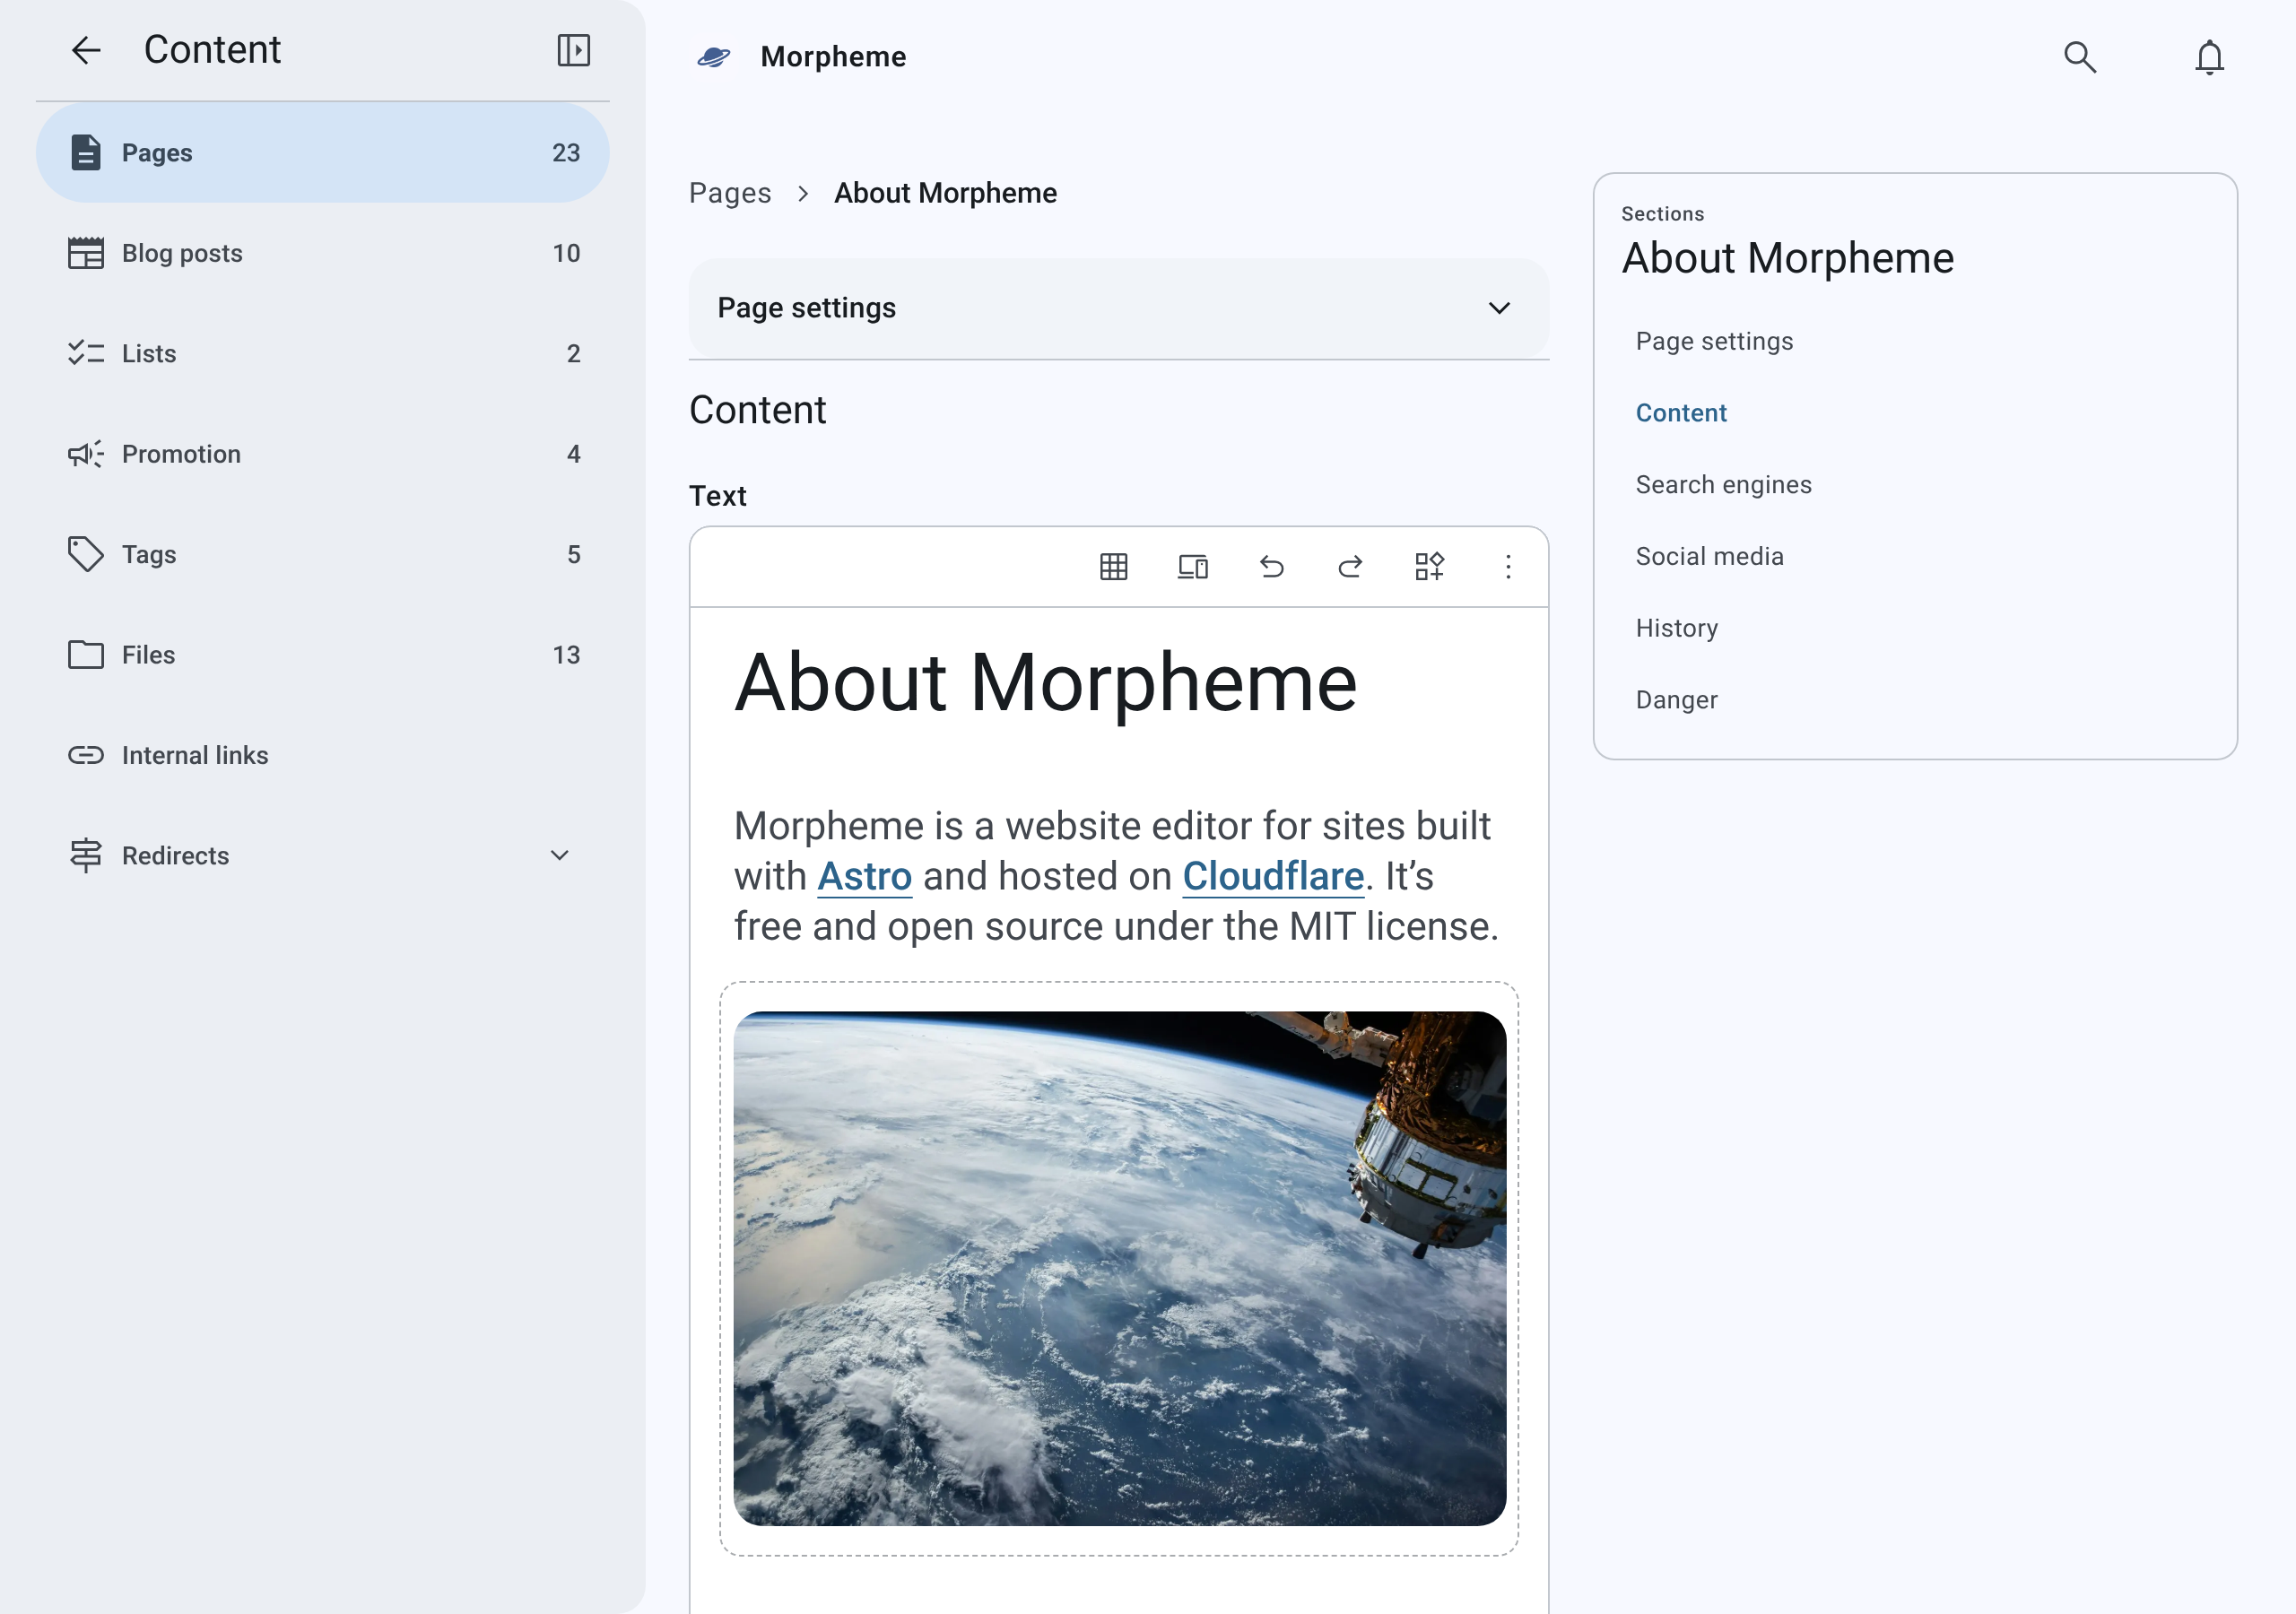 Content
Pages 23
Blog posts 10
Lists 2
Promotion 4
Tags 5
Files 13
Internal links
Redirects
Morpheme
Pages > About Morpheme
Page settings
Content
Text
About Morpheme
Morpheme is a website editor for sites built
with Astro and hosted on Cloudflare. It’s
free and open source under the MIT license.
Sections
About Morpheme
Page settings
Content
Search engines
Social media
History
Danger